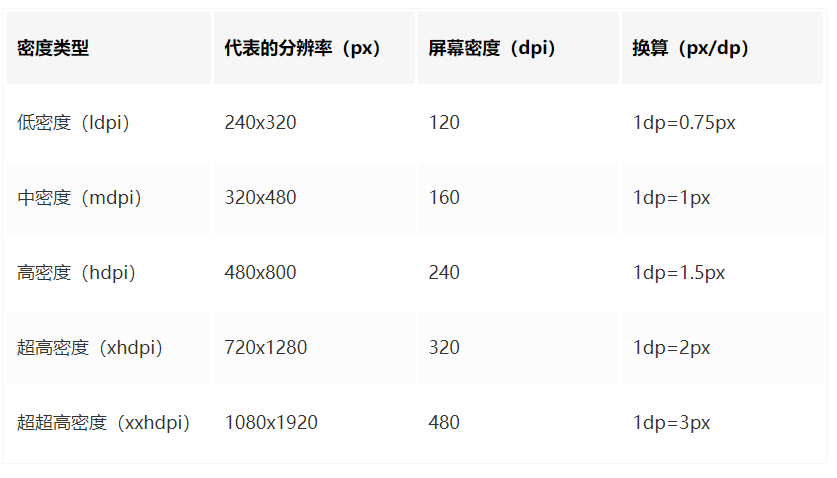 密度类型 代表的分辨率（px） 屏幕密度（dpi） 换算（px/dp）
低密度（ldpi） 240x320 120 1dp=0.75px
中密度（mdpi） 320x480 160 1dp=1px
高密度（hdpi） 480x800 240 1dp=1.5px
超高密度（xhdpi） 720x1280 320 1dp=2px
超超高密度（xxhdpi） 1080x1920 480 1dp=3px